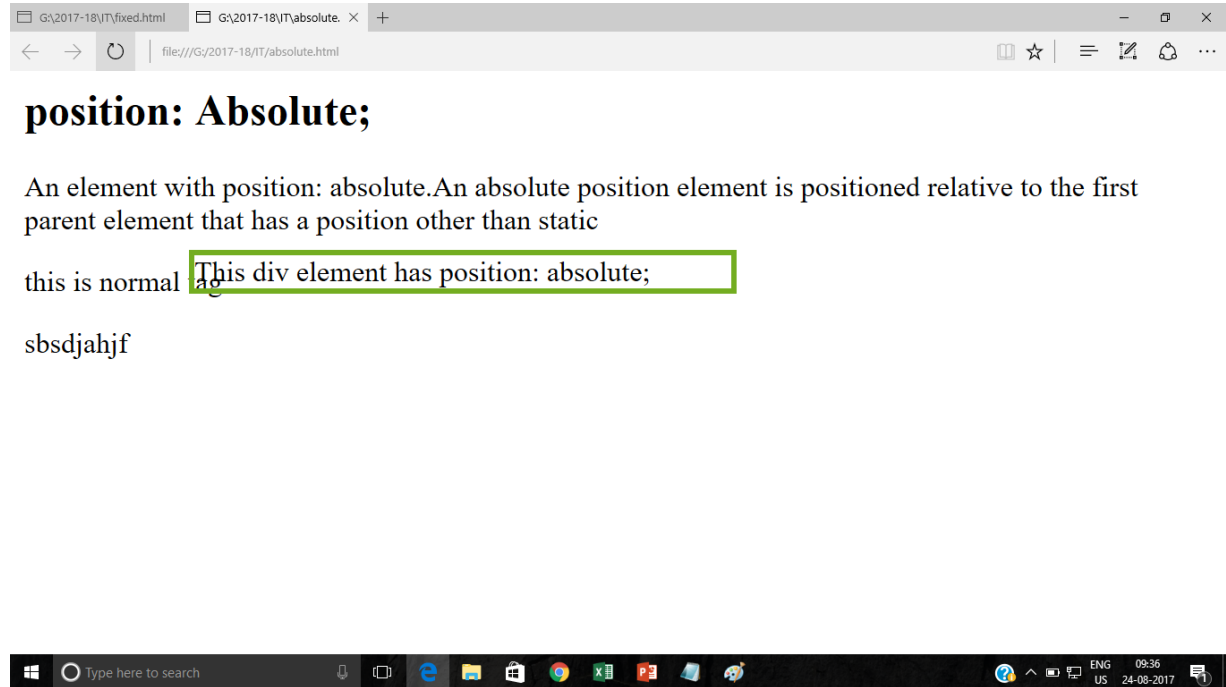 G:\2017-18\IT\fixed.html
G:\2017-18\IT\absolute.
file:///G:/2017-18/IT/absolute.html
position: Absolute;
An element with position: absolute.An absolute position element is positioned relative to the first
parent element that has a position other than static
this is normal tag
This div element has position: absolute;
sbsdjahjf
Type here to search
ENG
US
09:36
24-08-2017